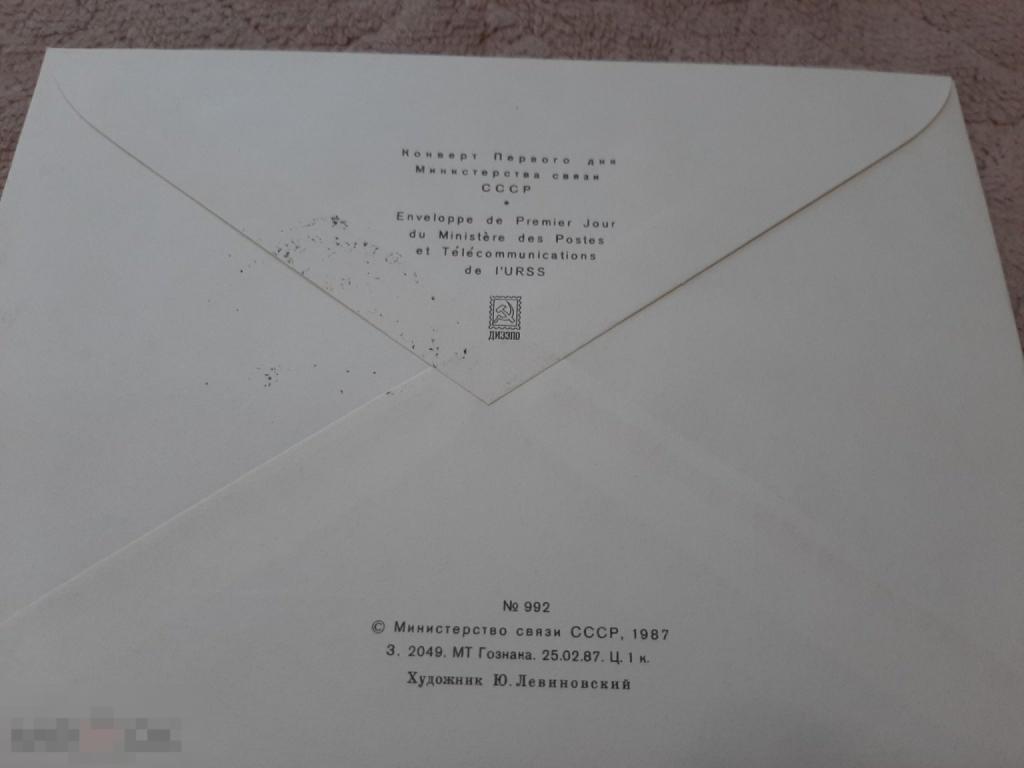 Конверт Первого дня
Министерства связи
СССР
Enveloppe de Premier Jour
du Ministère des Postes
et Télécommunications
de l'URSS
ДИЭЗПО
№ 992
© Министерство связи СССР, 1987
З. 2049. МТ Гознака. 25.02.87. Ц. 1 к.
Художник Ю. Левиновский